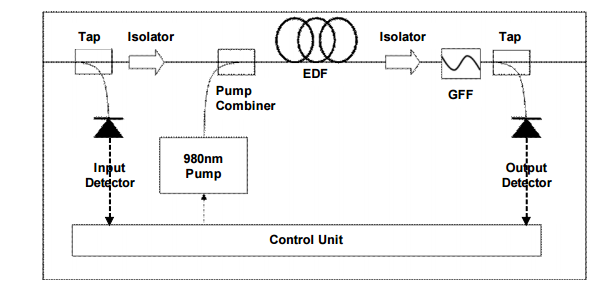 Tap
Isolator
EDF
Isolator
Tap
Pump
Combiner
GFF
980nm
Pump
Input
Detector
Output
Detector
Control Unit